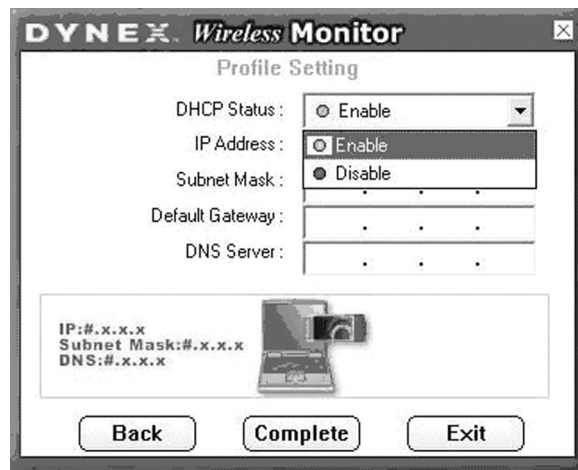 DYNEX Wireless Monitor
Profile Setting
DHCP Status : Enable
IP Address : Enable
Disable
Subnet Mask : . . .
Default Gateway : . . .
DNS Server : . . .
IP:#.x.x.x
Subnet Mask:#.x.x.x
DNS:#.x.x.x
Back Complete Exit